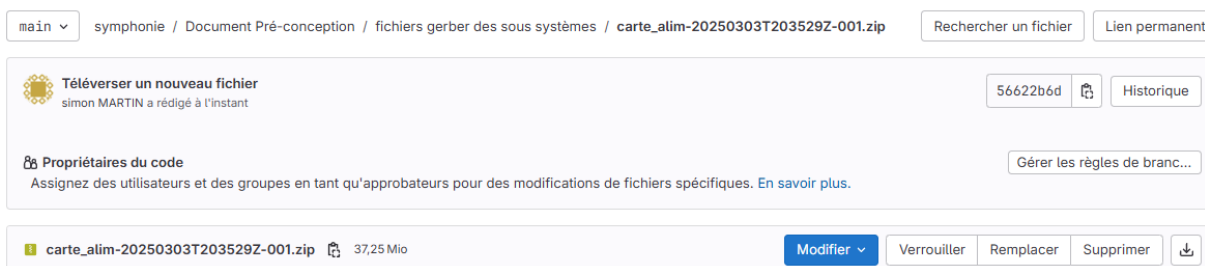 main symphonie / Document Pré-conception / fichiers gerber des sous systèmes / carte_alim-20250303T203529Z-001.zip Rechercher un fichier Lien permanent
Téléverser un nouveau fichier
simon MARTIN a rédigé à l'instant
56622b6d Historique
Propriétaires du code
Gérer les règles de branc...
Assignez des utilisateurs et des groupes en tant qu'approbateurs pour des modifications de fichiers spécifiques. En savoir plus.
carte_alim-20250303T203529Z-001.zip 37,25 Mio Modifier Verrouiller Remplacer Supprimer